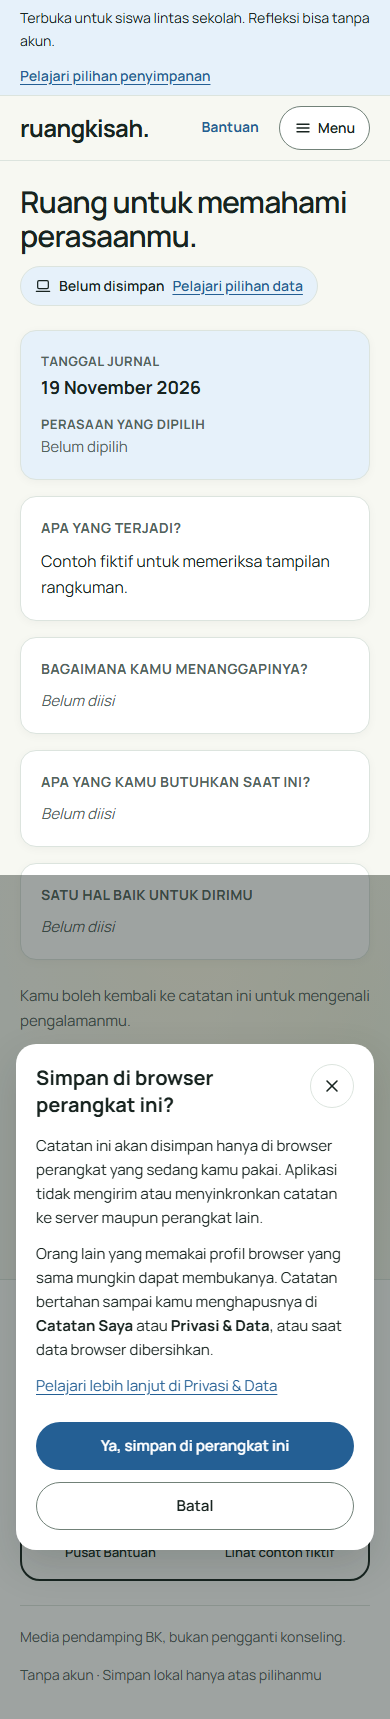 Terbuka untuk siswa lintas sekolah. Refleksi bisa tanpa
akun.
Pelajari pilihan penyimpanan
ruangkisah.
Bantuan
Menu
Ruang untuk memahami
perasaanmu.
Belum disimpan Pelajari pilihan data
TANGGAL JURNAL
19 November 2026
PERASAAN YANG DIPILIH
Belum dipilih
APA YANG TERJADI?
Contoh fiktif untuk memeriksa tampilan
rangkuman.
BAGAIMANA KAMU MENANGGAPINYA?
Belum diisi
APA YANG KAMU BUTUHKAN SAAT INI?
Belum diisi
SATU HAL BAIK UNTUK DIRIMU
Belum diisi
Kamu boleh kembali ke catatan ini untuk mengenali
pengalamanmu.
Simpan di browser
perangkat ini?
Catatan ini akan disimpan hanya di browser
perangkat yang sedang kamu pakai. Aplikasi
tidak mengirim atau menyinkronkan catatan
ke server maupun perangkat lain.
Orang lain yang memakai profil browser yang
sama mungkin dapat membukanya. Catatan
bertahan sampai kamu menghapusnya di
Catatan Saya atau Privasi & Data, atau saat
data browser dibersihkan.
Pelajari lebih lanjut di Privasi & Data
Ya, simpan di perangkat ini
Batal
Pusat Bantuan
Lihat contoh fiktif
Media pendamping BK, bukan pengganti konseling.
Tanpa akun · Simpan lokal hanya atas pilihanmu